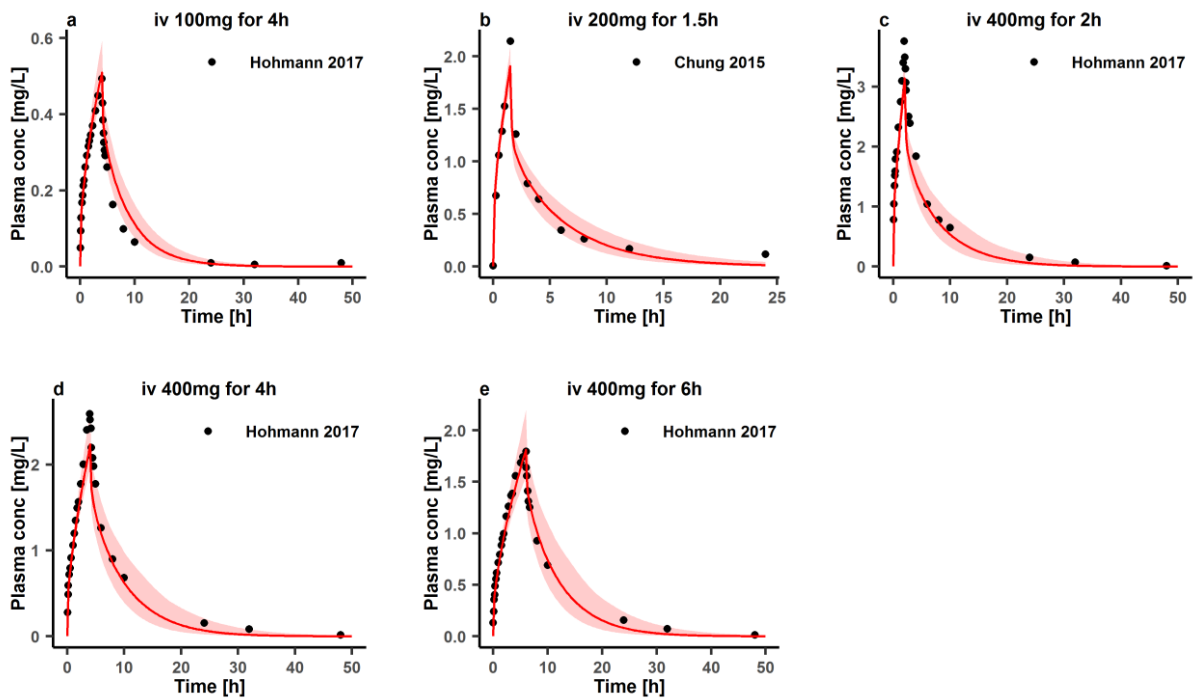 a iv 100mg for 4h
Plasma conc [mg/L]
0.6
0.4
0.2
0.0
Hohmann 2017
0 10 20 30 40 50
Time [h]
b iv 200mg for 1.5h
Plasma conc [mg/L]
2.0
1.5
1.0
0.5
0.0
Chung 2015
0 5 10 15 20 25
Time [h]
c iv 400mg for 2h
Plasma conc [mg/L]
3
2
1
0
Hohmann 2017
0 10 20 30 40 50
Time [h]
d iv 400mg for 4h
Plasma conc [mg/L]
2
1
0
Hohmann 2017
0 10 20 30 40 50
Time [h]
e iv 400mg for 6h
Plasma conc [mg/L]
2.0
1.5
1.0
0.5
0.0
Hohmann 2017
0 10 20 30 40 50
Time [h]